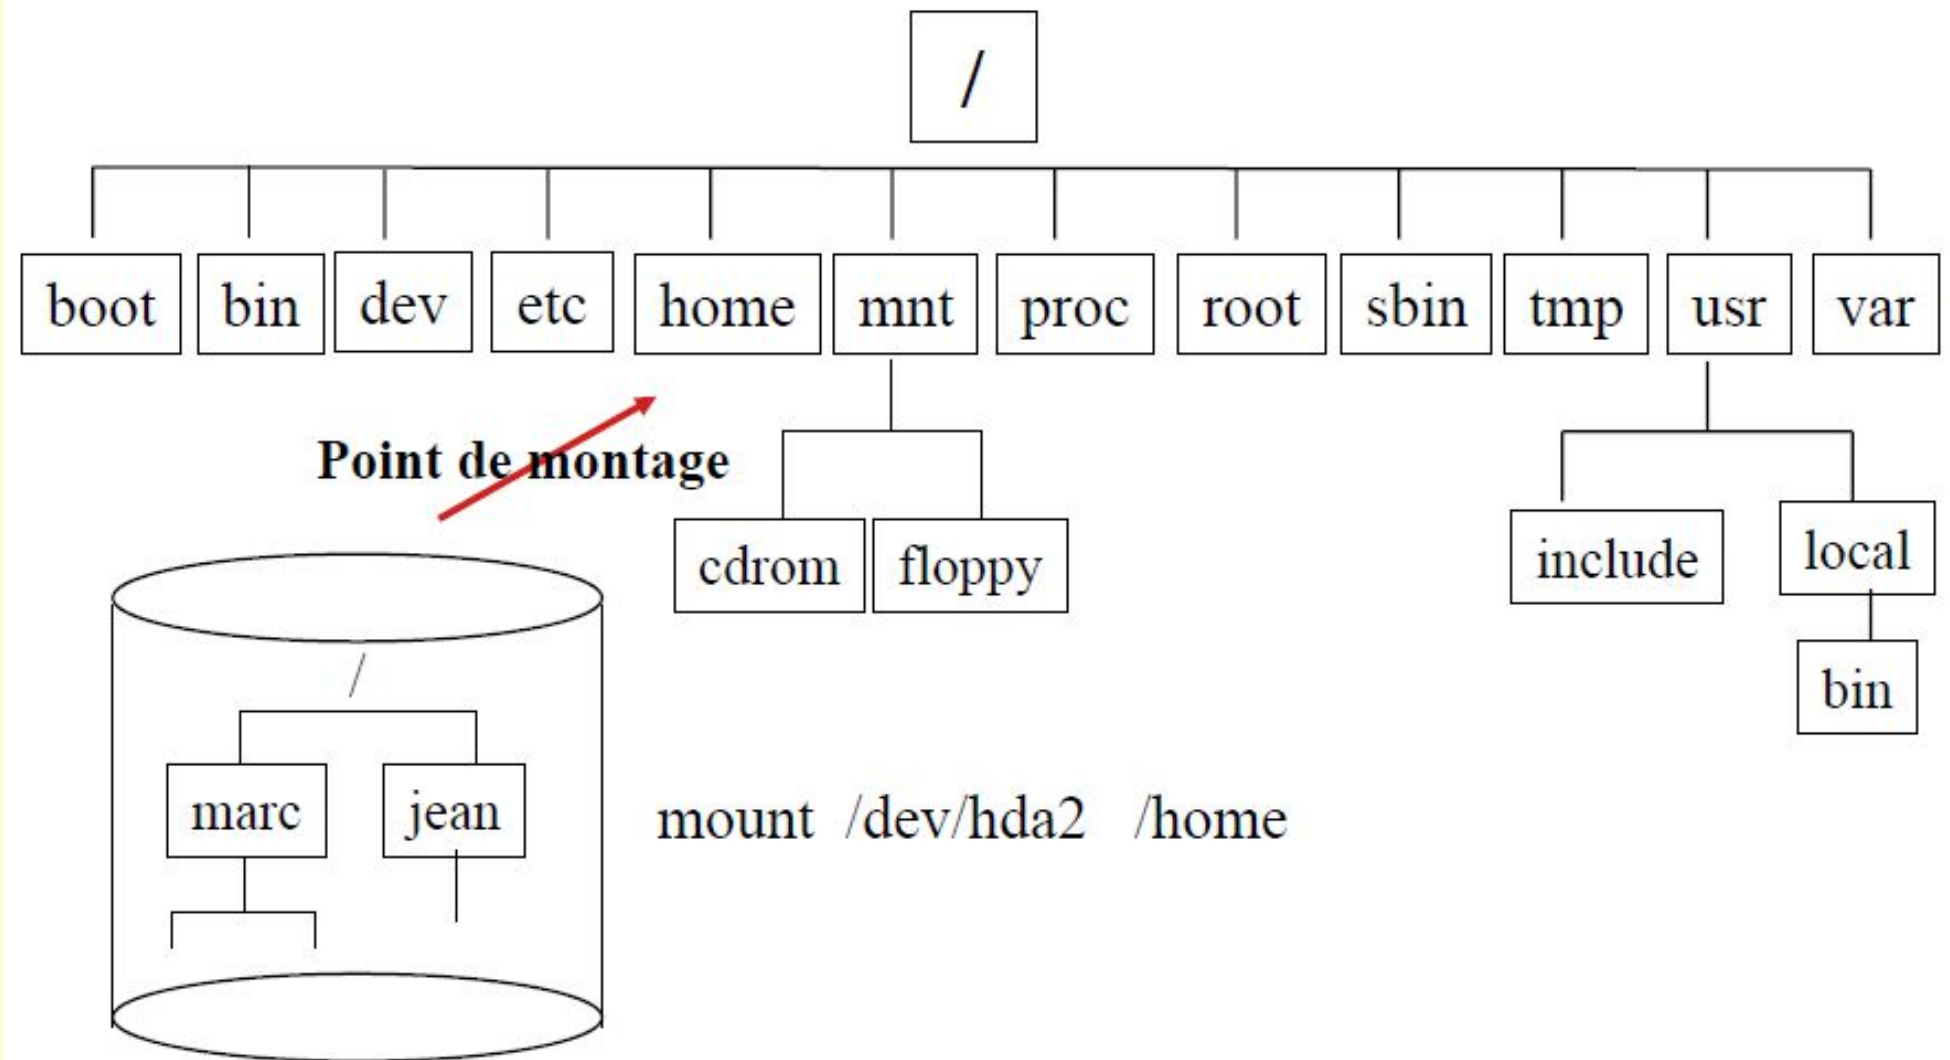 /
boot bin dev etc home mnt proc root sbin tmp usr var
Point de montage
cdrom floppy include local
/
bin
marc jean mount /dev/hda2 /home